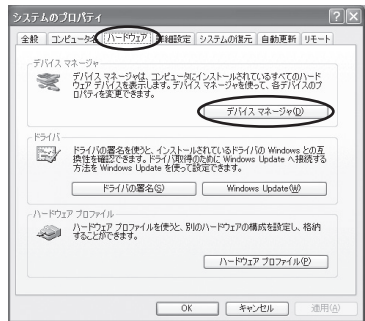 システムのプロパティ
全般 コンピュータ名 ハードウェア 詳細設定 システムの復元 自動更新 リモート
デバイス マネージャ
デバイス マネージャは、コンピュータにインストールされているすべてのハード
ウェア デバイスを表示します。デバイス マネージャを使って、各デバイスのプ
ロパティを変更できます。
デバイス マネージャ(D)
ドライバ
ドライバの署名を使うと、インストールされているドライバの Windows との互
換性を確認できます。ドライバ取得のために Windows Update へ接続する
方法を Windows Update を使って設定できます。
ドライバの署名(S) Windows Update(W)
ハードウェア プロファイル
ハードウェア プロファイルを使うと、別のハードウェアの構成を設定し、格納
することができます。
ハードウェア プロファイル(P)
OK キャンセル 適用(A)